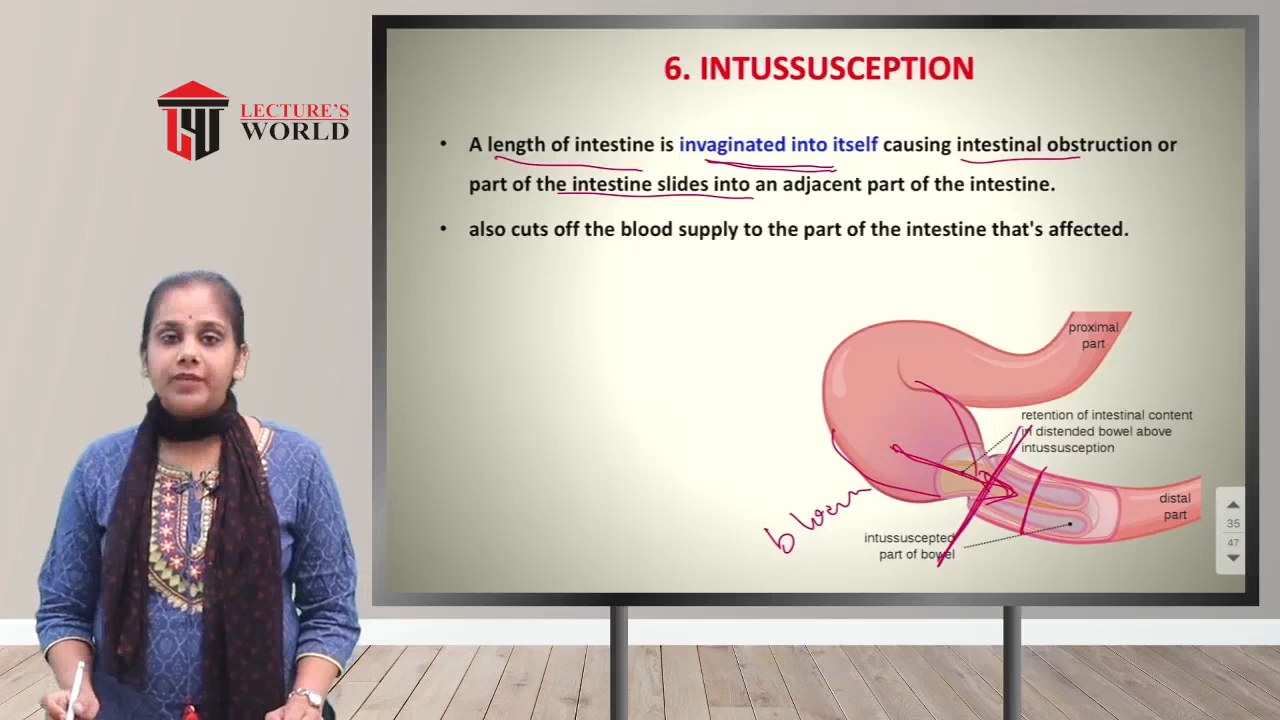 LECTURE'S
WORLD
6. INTUSSUSCEPTION
• A length of intestine is invaginated into itself causing intestinal obstruction or
part of the intestine slides into an adjacent part of the intestine.
• also cuts off the blood supply to the part of the intestine that's affected.
proximal
part
retention of intestinal content
in distended bowel above
intussusception
distal
part
35
47
intussuscepted
part of bowel